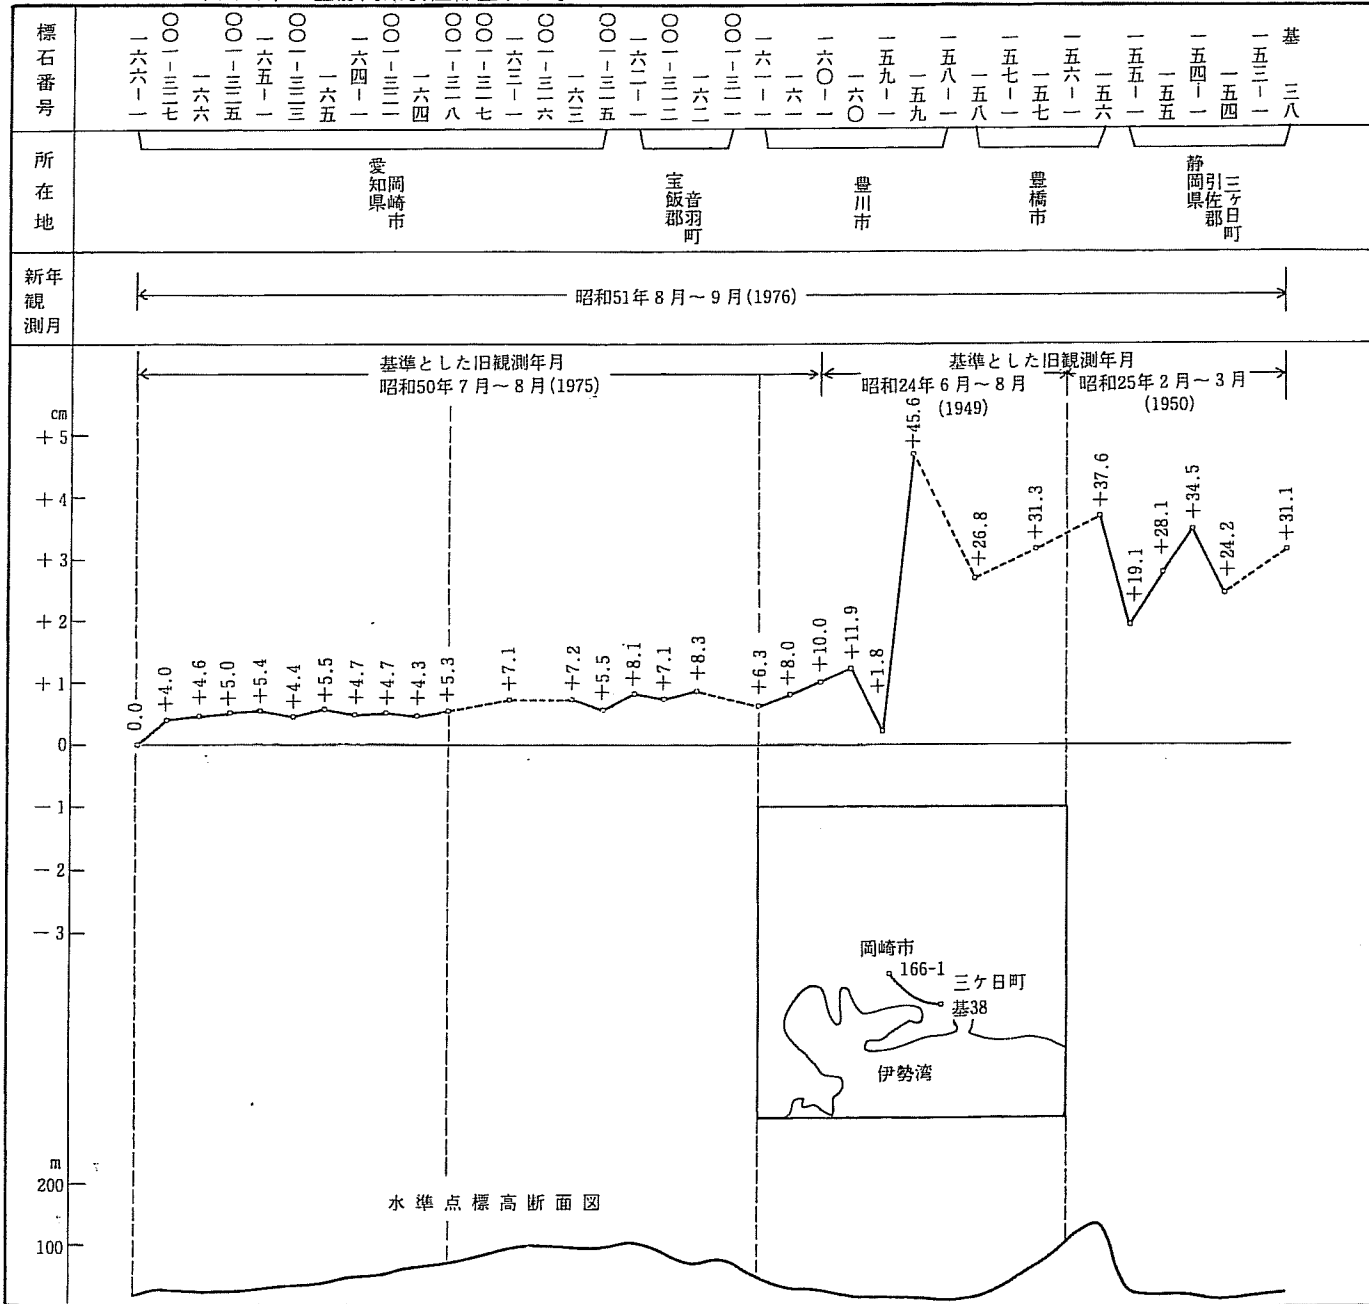 標石番号
一六六-一
〇〇一-三二七
一六六
〇〇一-三二五
一六五-一
〇〇一-三二三
一六五
一六四-一
〇〇一-三二一
一六四
〇〇一-三一八
〇〇一-三一七
一六三-一
〇〇一-三一六
一六三
〇〇一-三一五
一六二-一
〇〇一-三一二
一六二
〇〇一-三一一
一六一-一
一六一
一六〇-一
一六〇
一五九-一
一五九
一五八-一
一五八
一五七-一
一五七
一五六-一
一五六
一五五-一
一五五
一五四-一
一五四
一五三-一
基 三八
所在地
愛知県
岡崎市
宝飯郡
音羽町
豊川市
豊橋市
静岡県
引佐郡
三ヶ日町
新観測
年月
昭和51年8月～9月(1976)
基準とした旧観測年月
昭和50年7月～8月(1975)
基準とした旧観測年月
昭和24年6月～8月
(1949)
昭和25年2月～3月
(1950)
cm
+5
+4
+3
+2
+1
0
-1
-2
-3
0.0
+4.0
+4.6
+5.0
+5.4
+4.4
+5.5
+4.7
+4.7
+4.3
+5.3
+7.1
+7.2
+5.5
+8.1
+7.1
+8.3
+6.3
+8.0
+10.0
+11.9
+1.8
+45.6
+26.8
+31.3
+37.6
+19.1
+28.1
+34.5
+24.2
+31.1
岡崎市
166-1
三ケ日町
基38
伊勢湾
m
200
100
水準点標高断面図